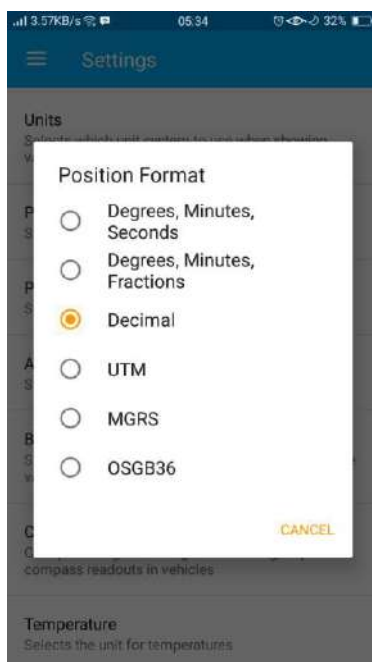 3.57KB/s 05:34 32%
Settings
Units
Selects which unit system to use when showing
Position Format
Degrees, Minutes,
Seconds
Degrees, Minutes,
Fractions
Decimal
UTM
MGRS
OSGB36
CANCEL
compass readouts in vehicles
Temperature
Selects the unit for temperatures